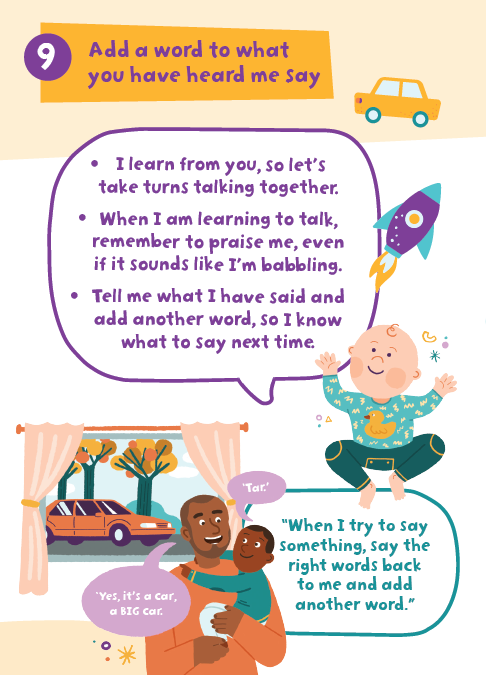 9
Add a word to what
you have heard me say
• I learn from you, so let's
take turns talking together.
• When I am learning to talk,
remember to praise me, even
if it sounds like I'm babbling.
• Tell me what I have said and
add another word, so I know
what to say next time.
'Tar.'
'Yes, it's a car,
a BIG car.
"When I try to say
something, say the
right words back
to me and add
another word."